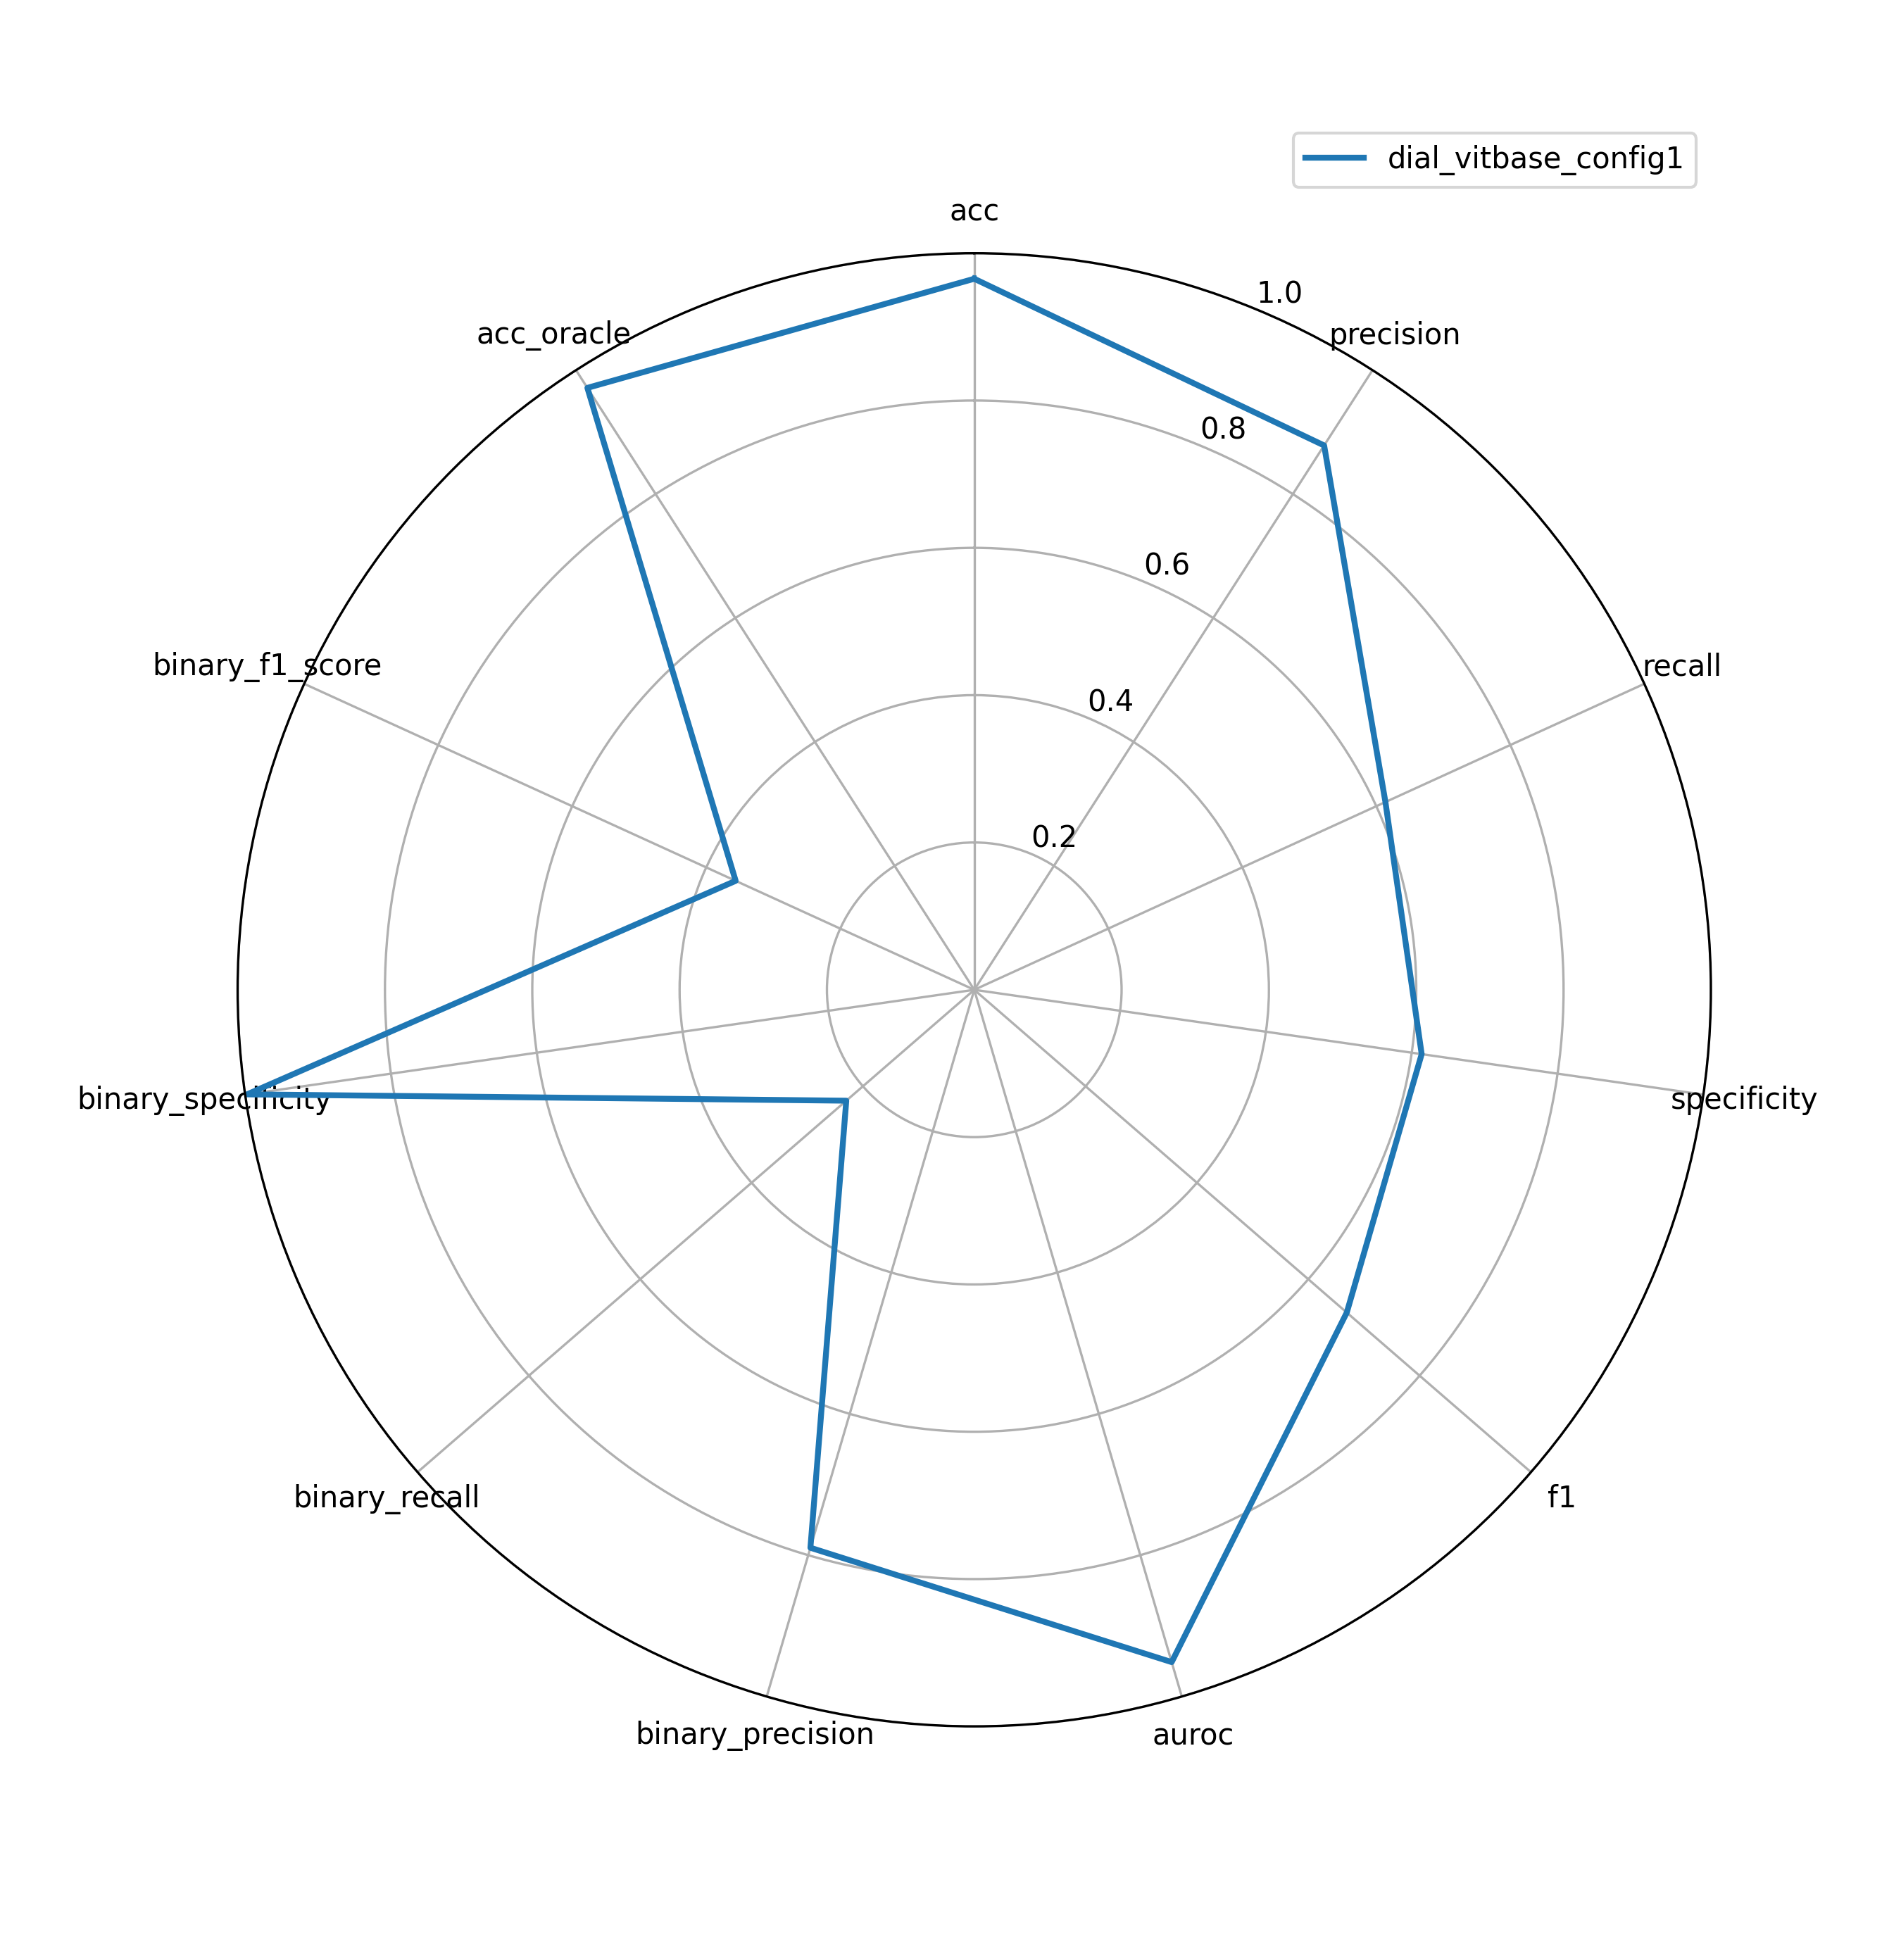 dial_vitbase_config1
acc
1.0
acc_oracle
precision
0.8
0.6
binary_f1_score
recall
0.4
0.2
binary_specificity
specificity
binary_recall
f1
binary_precision
auroc